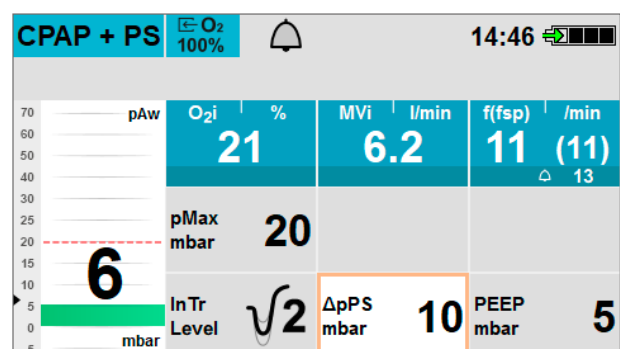 CPAP + PS O₂ 100% 14:46
70 pAw O₂i % MVi l/min f(fsp) /min
60
50 21 6.2 11 (11)
40 13
30
25 pMax mbar 20
20
15
10 6
5 InTr Level 2 ΔpPS mbar 10 PEEP mbar 5
0
mbar
5